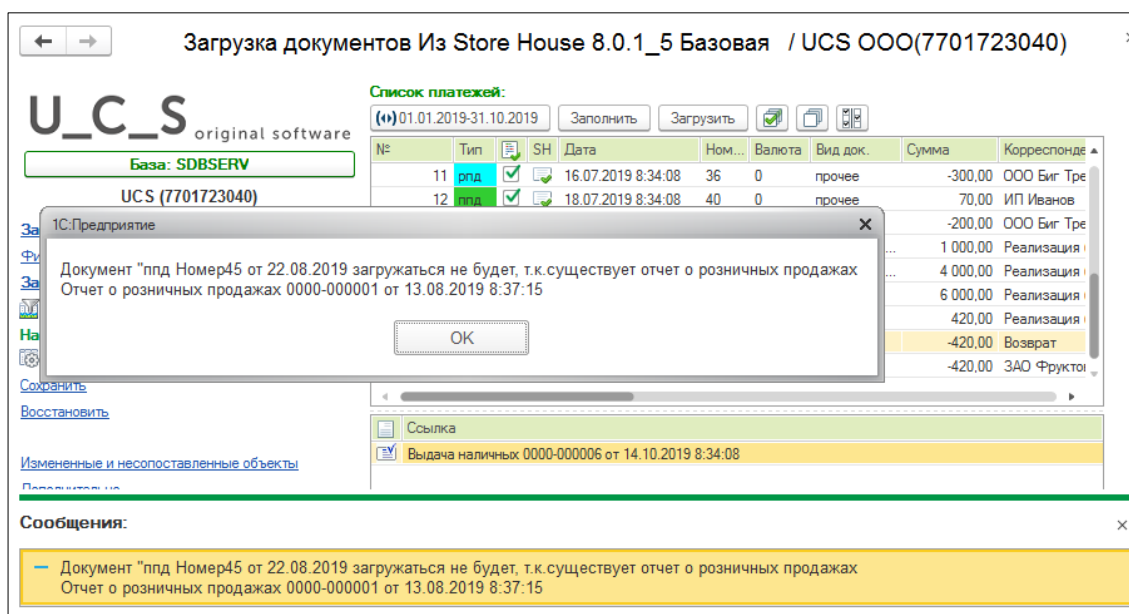 Загрузка документов Из Store House 8.0.1_5 Базовая / UCS ООО(7701723040)
U_C_S original software
База: SDBSERV
UCS (7701723040)
Список платежей:
01.01.2019-31.10.2019 Заполнить Загрузить
№ Тип SH Дата Ном... Валюта Вид док. Сумма Корреспонде
11 рпд 16.07.2019 8:34:08 36 0 прочее -300,00 ООО Биг Тре
12 ппд 18.07.2019 8:34:08 40 0 прочее 70,00 ИП Иванов
-200,00 ООО Биг Тре
... 1 000,00 Реализация
... 4 000,00 Реализация
6 000,00 Реализация
420,00 Реализация
-420,00 Возврат
-420,00 ЗАО Фрукто
За
Фи
За
На
1С:Предприятие
Документ "ппд Номер45 от 22.08.2019 загружаться не будет, т.к.существует отчет о розничных продажах
Отчет о розничных продажах 0000-000001 от 13.08.2019 8:37:15
OK
Сохранить
Восстановить
Измененные и несопоставленные объекты
Дополнительно
Ссылка
Выдача наличных 0000-000006 от 14.10.2019 8:34:08
Сообщения:
Документ "ппд Номер45 от 22.08.2019 загружаться не будет, т.к.существует отчет о розничных продажах
Отчет о розничных продажах 0000-000001 от 13.08.2019 8:37:15